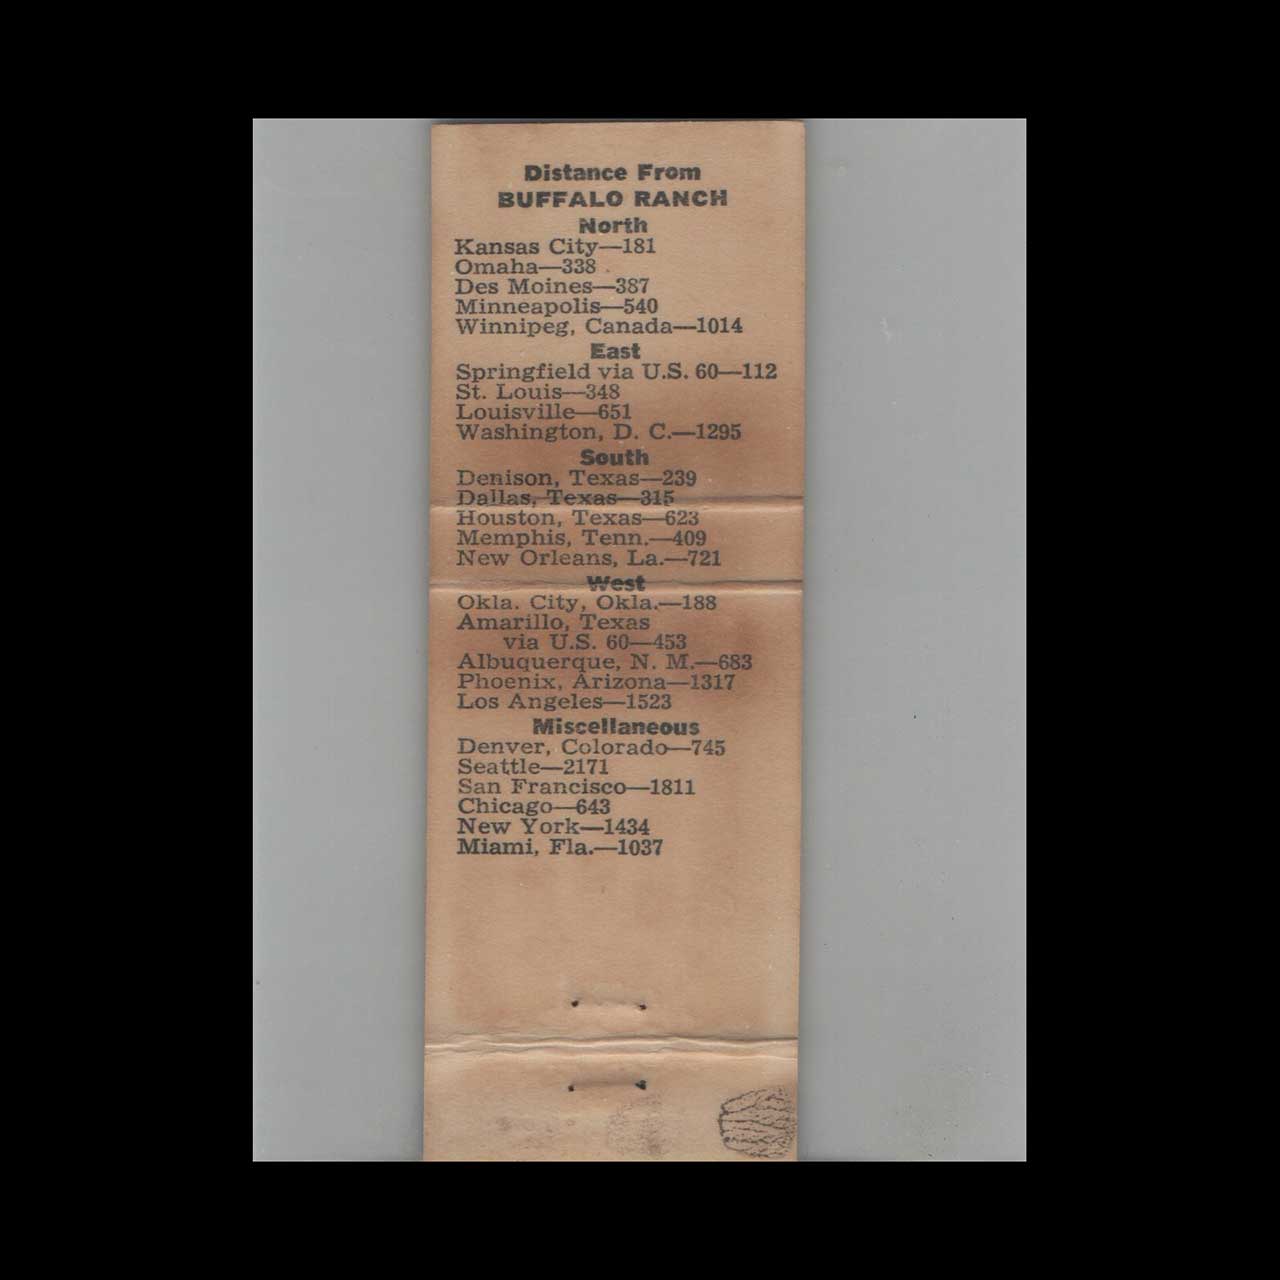 Distance From
BUFFALO RANCH
North
Kansas City—181
Omaha—338
Des Moines—387
Minneapolis—540
Winnipeg, Canada—1014
East
Springfield via U.S. 60—112
St. Louis—348
Louisville—651
Washington, D. C.—1295
South
Denison, Texas—239
Dallas, Texas—315
Houston, Texas—623
Memphis, Tenn.—409
New Orleans, La.—721
West
Okla. City, Okla.—188
Amarillo, Texas
via U.S. 60—453
Albuquerque, N. M.—683
Phoenix, Arizona—1317
Los Angeles—1523
Miscellaneous
Denver, Colorado—745
Seattle—2171
San Francisco—1811
Chicago—643
New York—1434
Miami, Fla.—1037